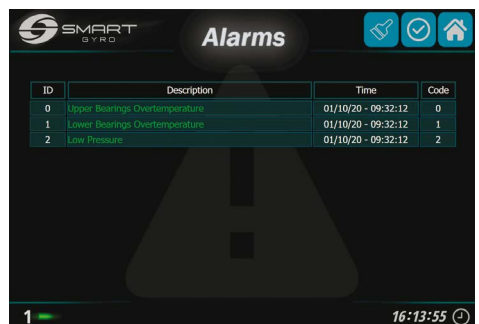 SMART
GYRO
Alarms
ID Description Time Code
0 Upper Bearings Overtemperature 01/10/20 - 09:32:12 0
1 Lower Bearings Overtemperature 01/10/20 - 09:32:12 1
2 Low Pressure 01/10/20 - 09:32:12 2
1 16:13:55